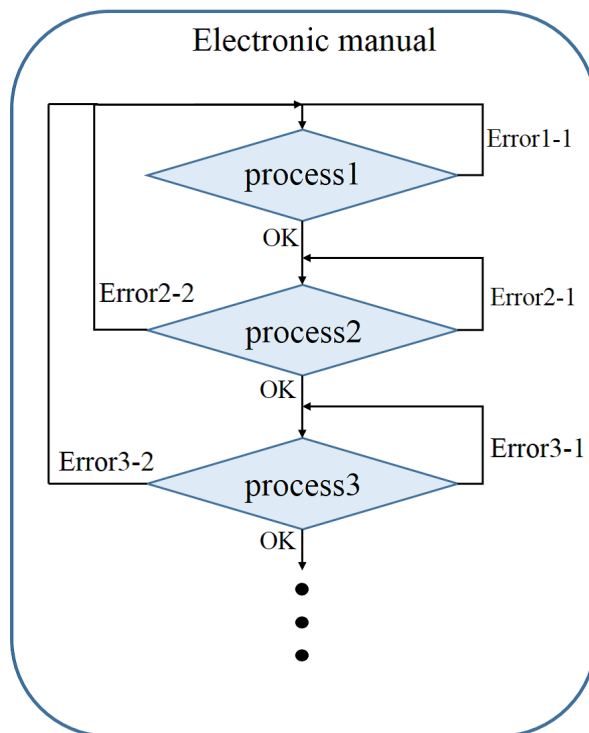 Electronic manual
Error1-1
process1
OK
Error2-2
Error2-1
process2
OK
Error3-2
Error3-1
process3
OK